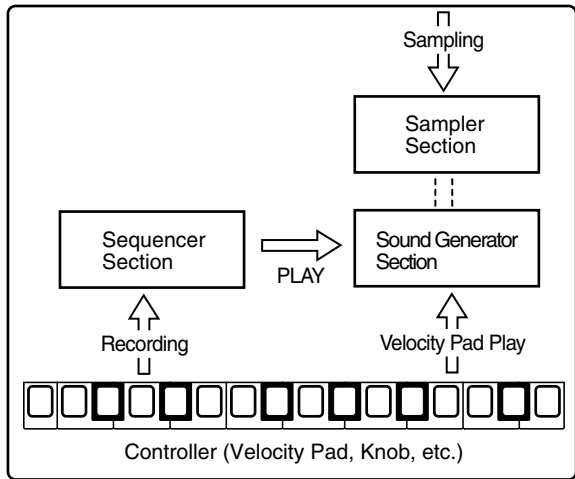 Sampling
Sampler
Section
Sequencer
Section
PLAY
Sound Generator
Section
Recording
Velocity Pad Play
Controller (Velocity Pad, Knob, etc.)